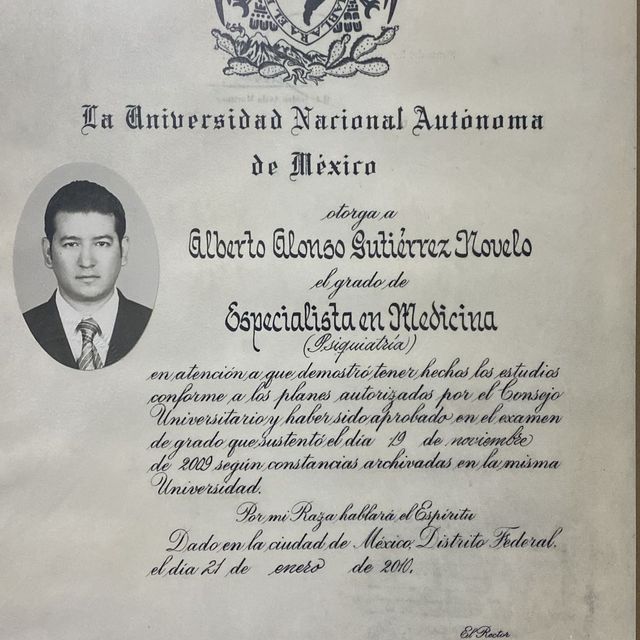 HABLARA EL
La Universidad Nacional Autónoma
de México
otorga a
Alberto Alonso Gutiérrez Novelo
el grado de
Especialista en Medicina
(Psiquiatría)
en atención a que demostró tener hechos los estudios
conforme a los planes autorizados por el Consejo
Universitario y haber sido aprobado en el examen
de grado que sustentó el día 19 de noviembre
de 2009 según constancias archivadas en la misma
Universidad.
Por mi Raza hablará el Espíritu
Dado en la ciudad de México, Distrito Federal,
el día 21 de enero de 2010.
El Rector